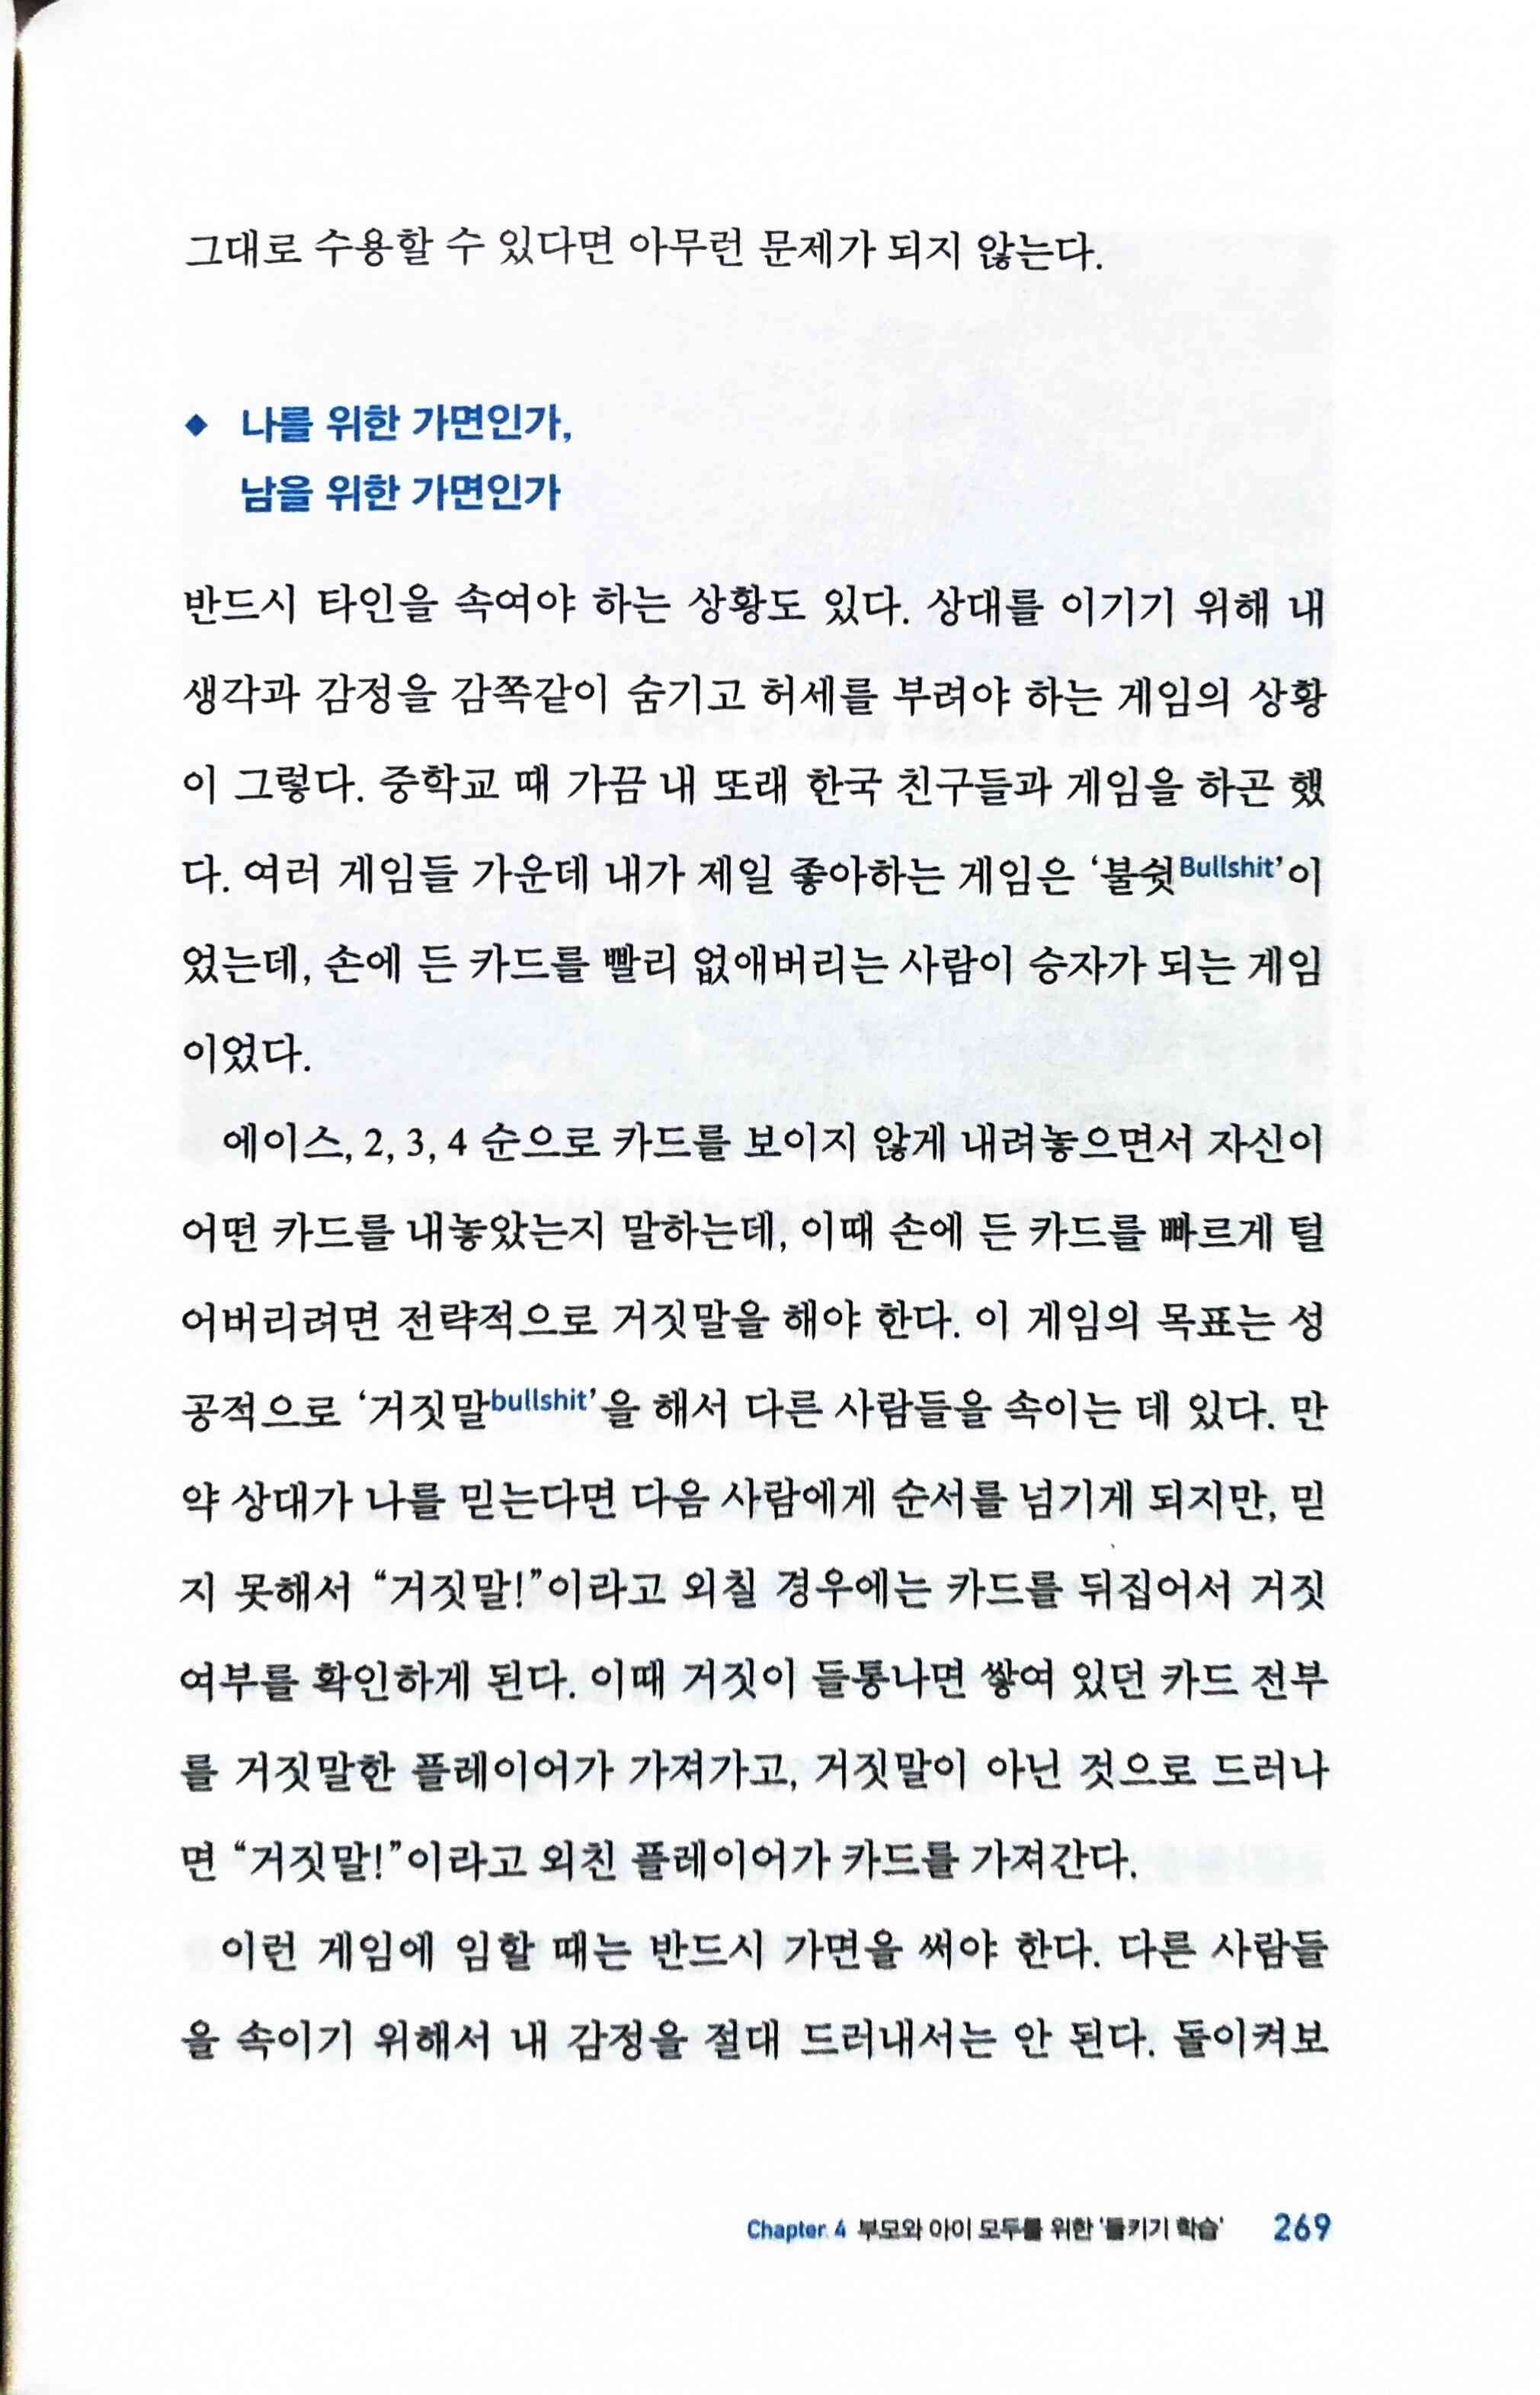 그대로 수용할 수 있다면 아무런 문제가 되지 않는다.
◆ 나를 위한 가면인가,
남을 위한 가면인가
반드시 타인을 속여야 하는 상황도 있다. 상대를 이기기 위해 내
생각과 감정을 감쪽같이 숨기고 허세를 부려야 하는 게임의 상황
이 그렇다. 중학교 때 가끔 내 또래 한국 친구들과 게임을 하곤 했
다. 여러 게임들 가운데 내가 제일 좋아하는 게임은 ‘불쉿Bullshit’이
었는데, 손에 든 카드를 빨리 없애버리는 사람이 승자가 되는 게임
이었다.
에이스, 2, 3, 4 순으로 카드를 보이지 않게 내려놓으면서 자신이
어떤 카드를 내놓았는지 말하는데, 이때 손에 든 카드를 빠르게 털
어버리려면 전략적으로 거짓말을 해야 한다. 이 게임의 목표는 성
공적으로 ‘거짓말bullshit’을 해서 다른 사람들을 속이는 데 있다. 만
약 상대가 나를 믿는다면 다음 사람에게 순서를 넘기게 되지만, 믿
지 못해서 “거짓말!”이라고 외칠 경우에는 카드를 뒤집어서 거짓
여부를 확인하게 된다. 이때 거짓이 들통나면 쌓여 있던 카드 전부
를 거짓말한 플레이어가 가져가고, 거짓말이 아닌 것으로 드러나
면 “거짓말!”이라고 외친 플레이어가 카드를 가져간다.
이런 게임에 임할 때는 반드시 가면을 써야 한다. 다른 사람들
을 속이기 위해서 내 감정을 절대 드러내서는 안 된다. 돌이켜보
Chapter. 4 부모와 아이 모두를 위한 ‘들키기 학습’ 269